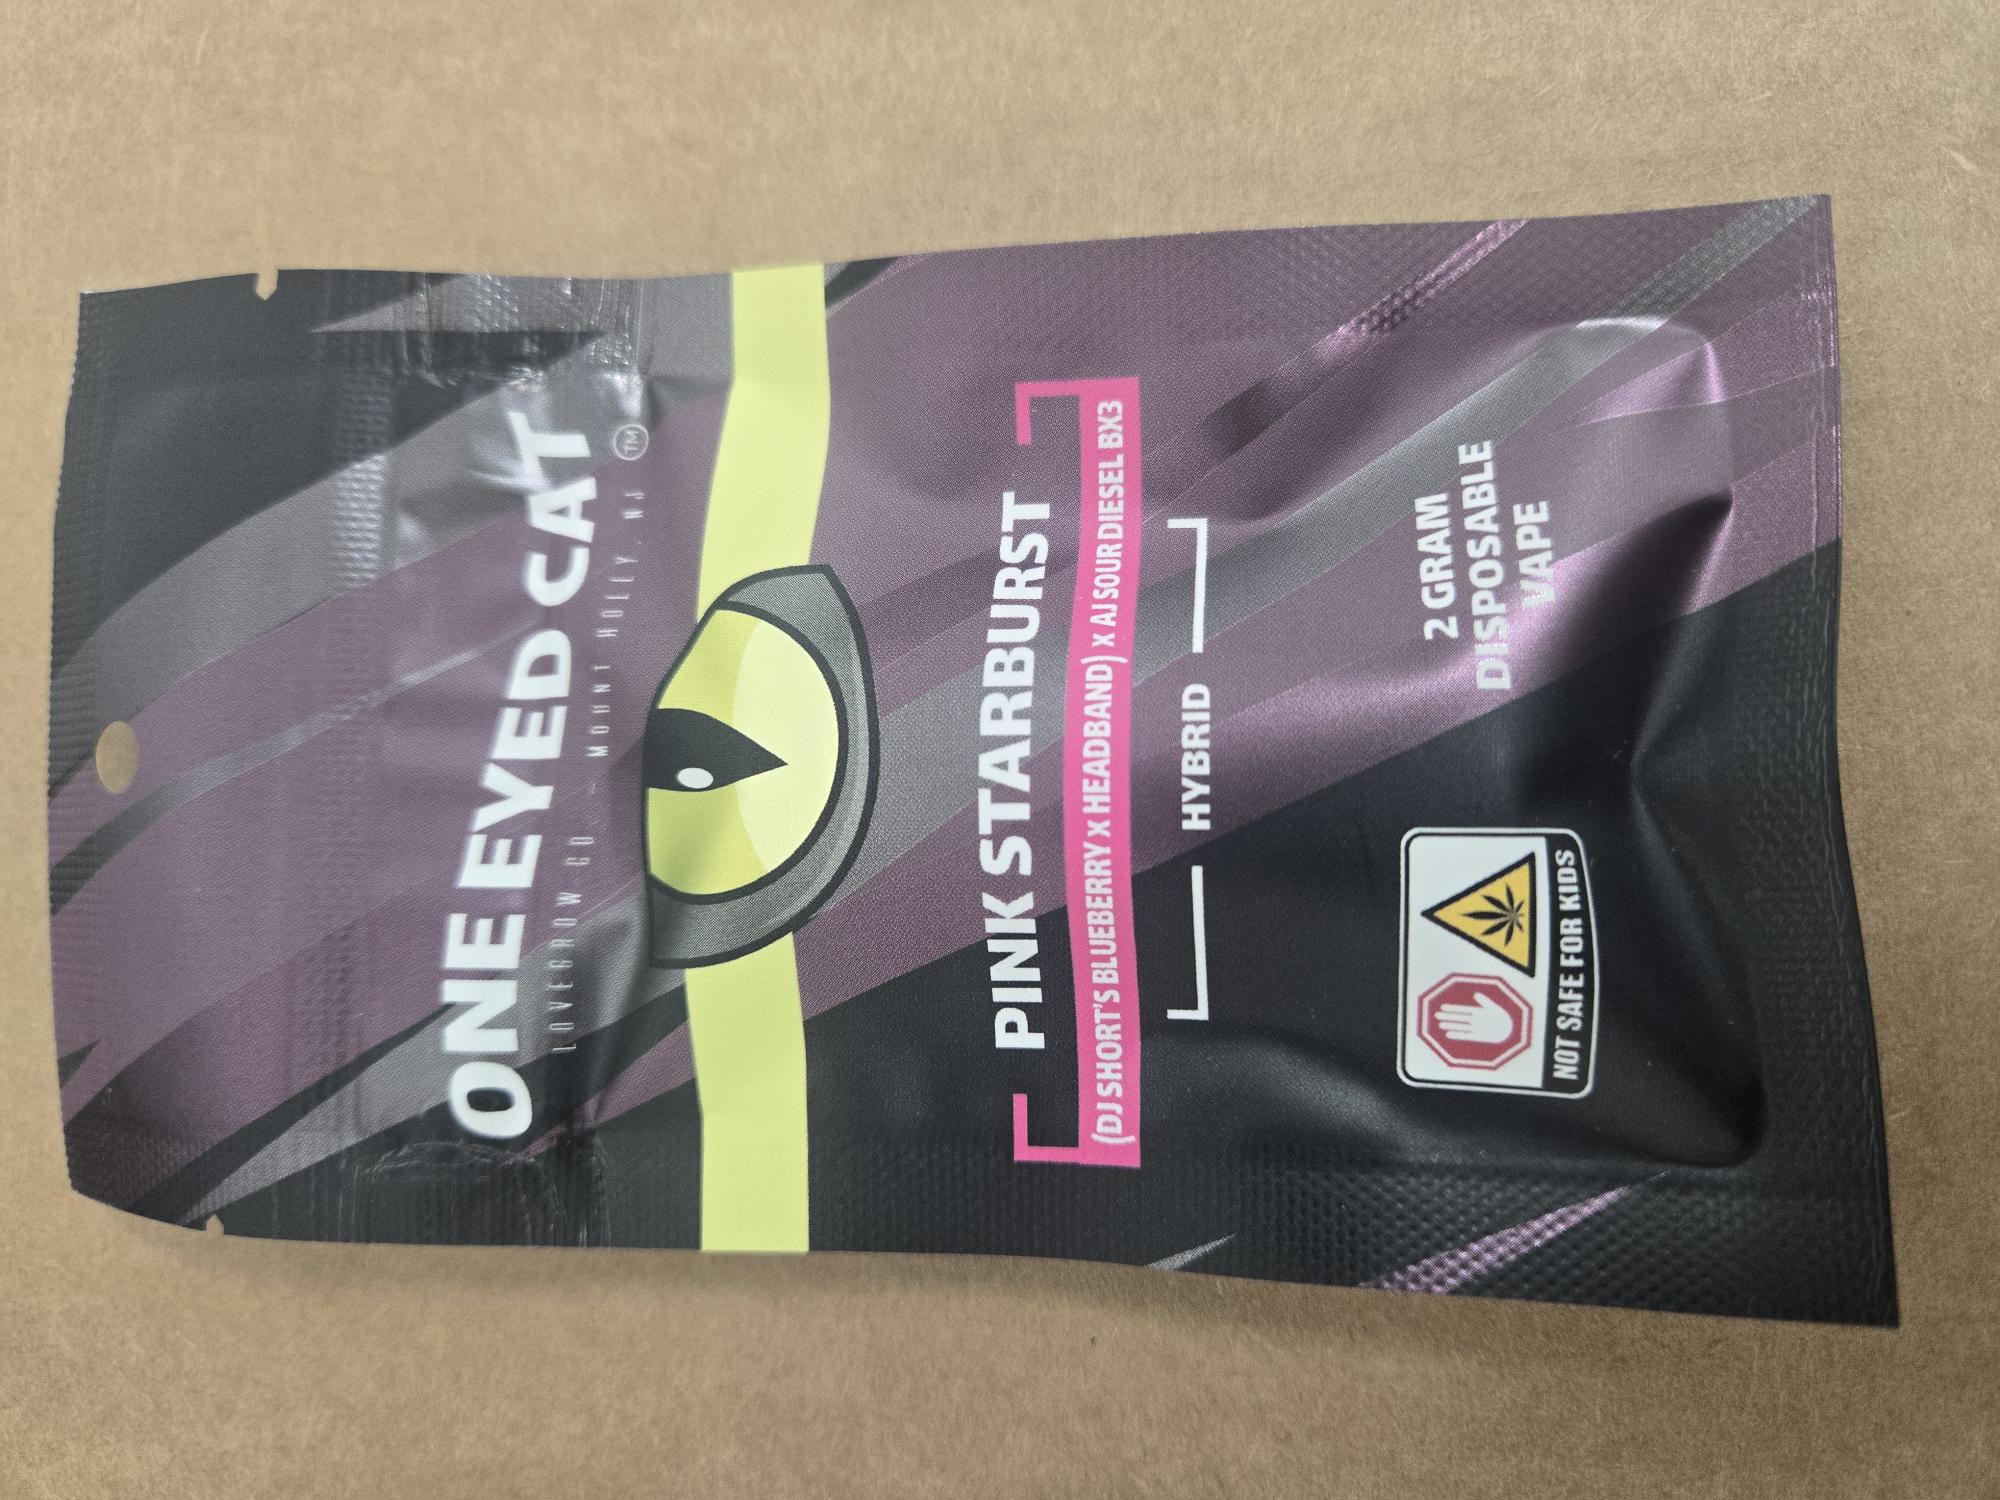 ONE EYED CAT
LOVEGROW CO – MOUNT HOLLY, NJ
TM
PINK STARBURST
(DJ SHORT'S BLUEBERRY X HEADBAND) X AJ SOUR DIESEL BX3
HYBRID
2 GRAM
DISPOSABLE
VAPE
NOT SAFE FOR KIDS